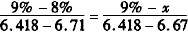 9% − 8% / 6.418 − 6.71 = 9% − x / 6.418 − 6.67